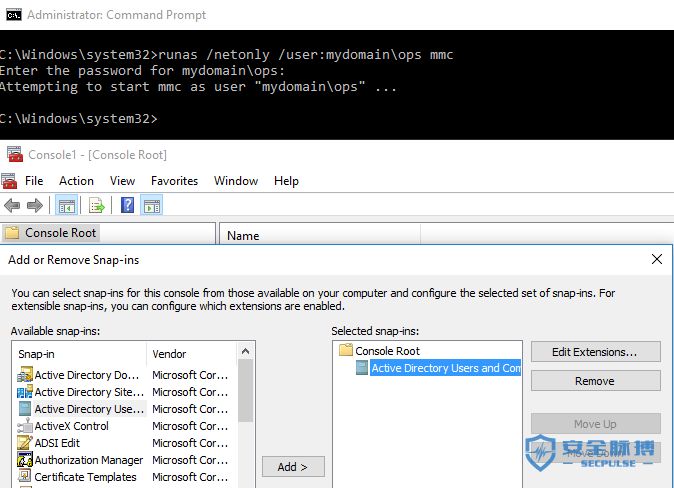 Administrator: Command Prompt
C:\Windows\system32>runas /netonly /user:mydomain\ops mmc
Enter the password for mydomain\ops:
Attempting to start mmc as user "mydomain\ops" ...
C:\Windows\system32>
Console1 - [Console Root]
File Action View Favorites Window Help
Console Root
Name
Add or Remove Snap-ins
You can select snap-ins for this console from those available on your computer and configure the selected set of snap-ins. For
extensible snap-ins, you can configure which extensions are enabled.
Available snap-ins:
Selected snap-ins:
Snap-in Vendor
Active Directory Do... Microsoft Cor...
Active Directory Site... Microsoft Cor...
Active Directory Use... Microsoft Cor...
ActiveX Control Microsoft Cor...
ADSI Edit Microsoft Cor...
Authorization Manager Microsoft Cor...
Certificate Templates Microsoft Cor...
Add >
Console Root
Active Directory Users and Com
Edit Extensions...
Remove
Move Up
Move Down
安全脉搏
SECPULSE